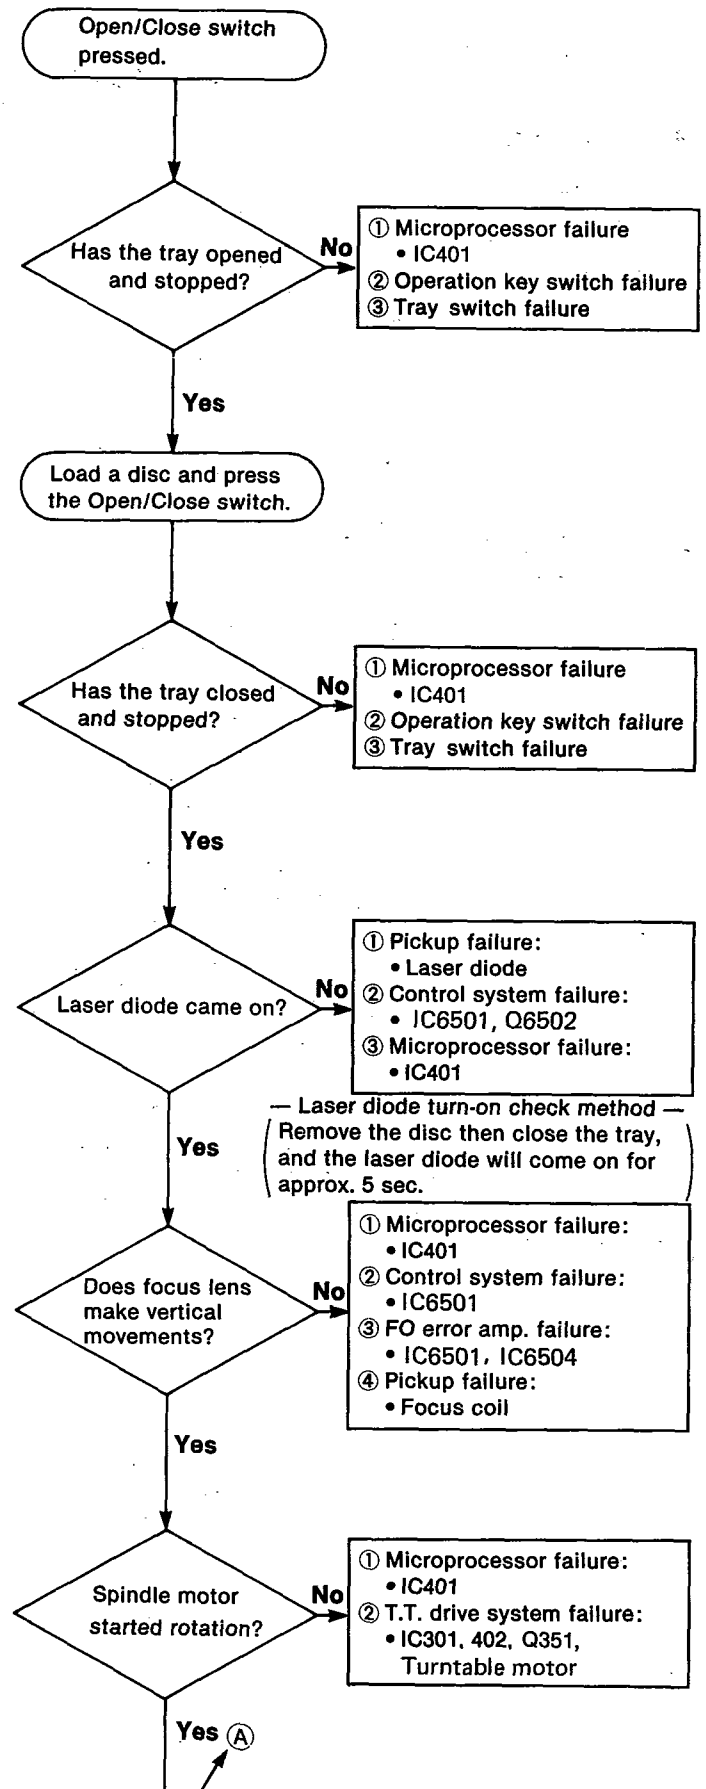 Open/Close switch
pressed.
Has the tray opened
and stopped?
No
① Microprocessor failure
• IC401
② Operation key switch failure
③ Tray switch failure
Yes
Load a disc and press
the Open/Close switch.
Has the tray closed
and stopped?
No
① Microprocessor failure
• IC401
② Operation key switch failure
③ Tray switch failure
Yes
Laser diode came on?
No
① Pickup failure:
• Laser diode
② Control system failure:
• IC6501, Q6502
③ Microprocessor failure:
• IC401
— Laser diode turn-on check method —
Remove the disc then close the tray,
and the laser diode will come on for
approx. 5 sec.
Yes
Does focus lens
make vertical
movements?
No
① Microprocessor failure:
• IC401
② Control system failure:
• IC6501
③ FO error amp. failure:
• IC6501, IC6504
④ Pickup failure:
• Focus coil
Yes
Spindle motor
started rotation?
No
① Microprocessor failure:
• IC401
② T.T. drive system failure:
• IC301, 402, Q351,
Turntable motor
Yes Ⓐ